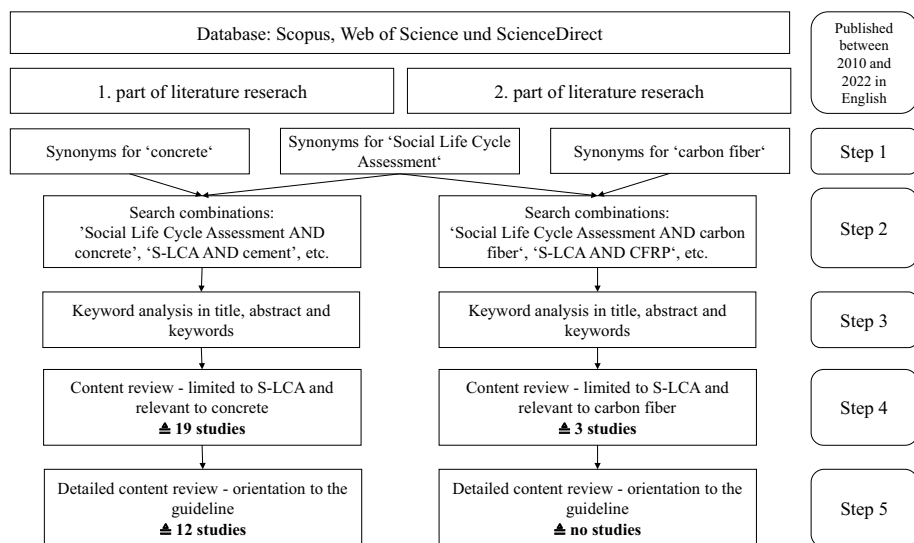 Database: Scopus, Web of Science und ScienceDirect
Published
between
2010 and
2022 in
English
1. part of literature reserach
2. part of literature reserach
Synonyms for ‘concrete‘
Synonyms for ‘Social Life Cycle
Assessment‘
Synonyms for ‘carbon fiber‘
Step 1
Search combinations:
’Social Life Cycle Assessment AND
concrete’, ‘S-LCA AND cement’, etc.
Search combinations:
‘Social Life Cycle Assessment AND carbon
fiber‘, ‘S-LCA AND CFRP‘, etc.
Step 2
Keyword analysis in title, abstract and
keywords
Keyword analysis in title, abstract and
keywords
Step 3
Content review - limited to S-LCA and
relevant to concrete
≙ 19 studies
Content review - limited to S-LCA and
relevant to carbon fiber
≙ 3 studies
Step 4
Detailed content review - orientation to the
guideline
≙ 12 studies
Detailed content review - orientation to the
guideline
≙ no studies
Step 5